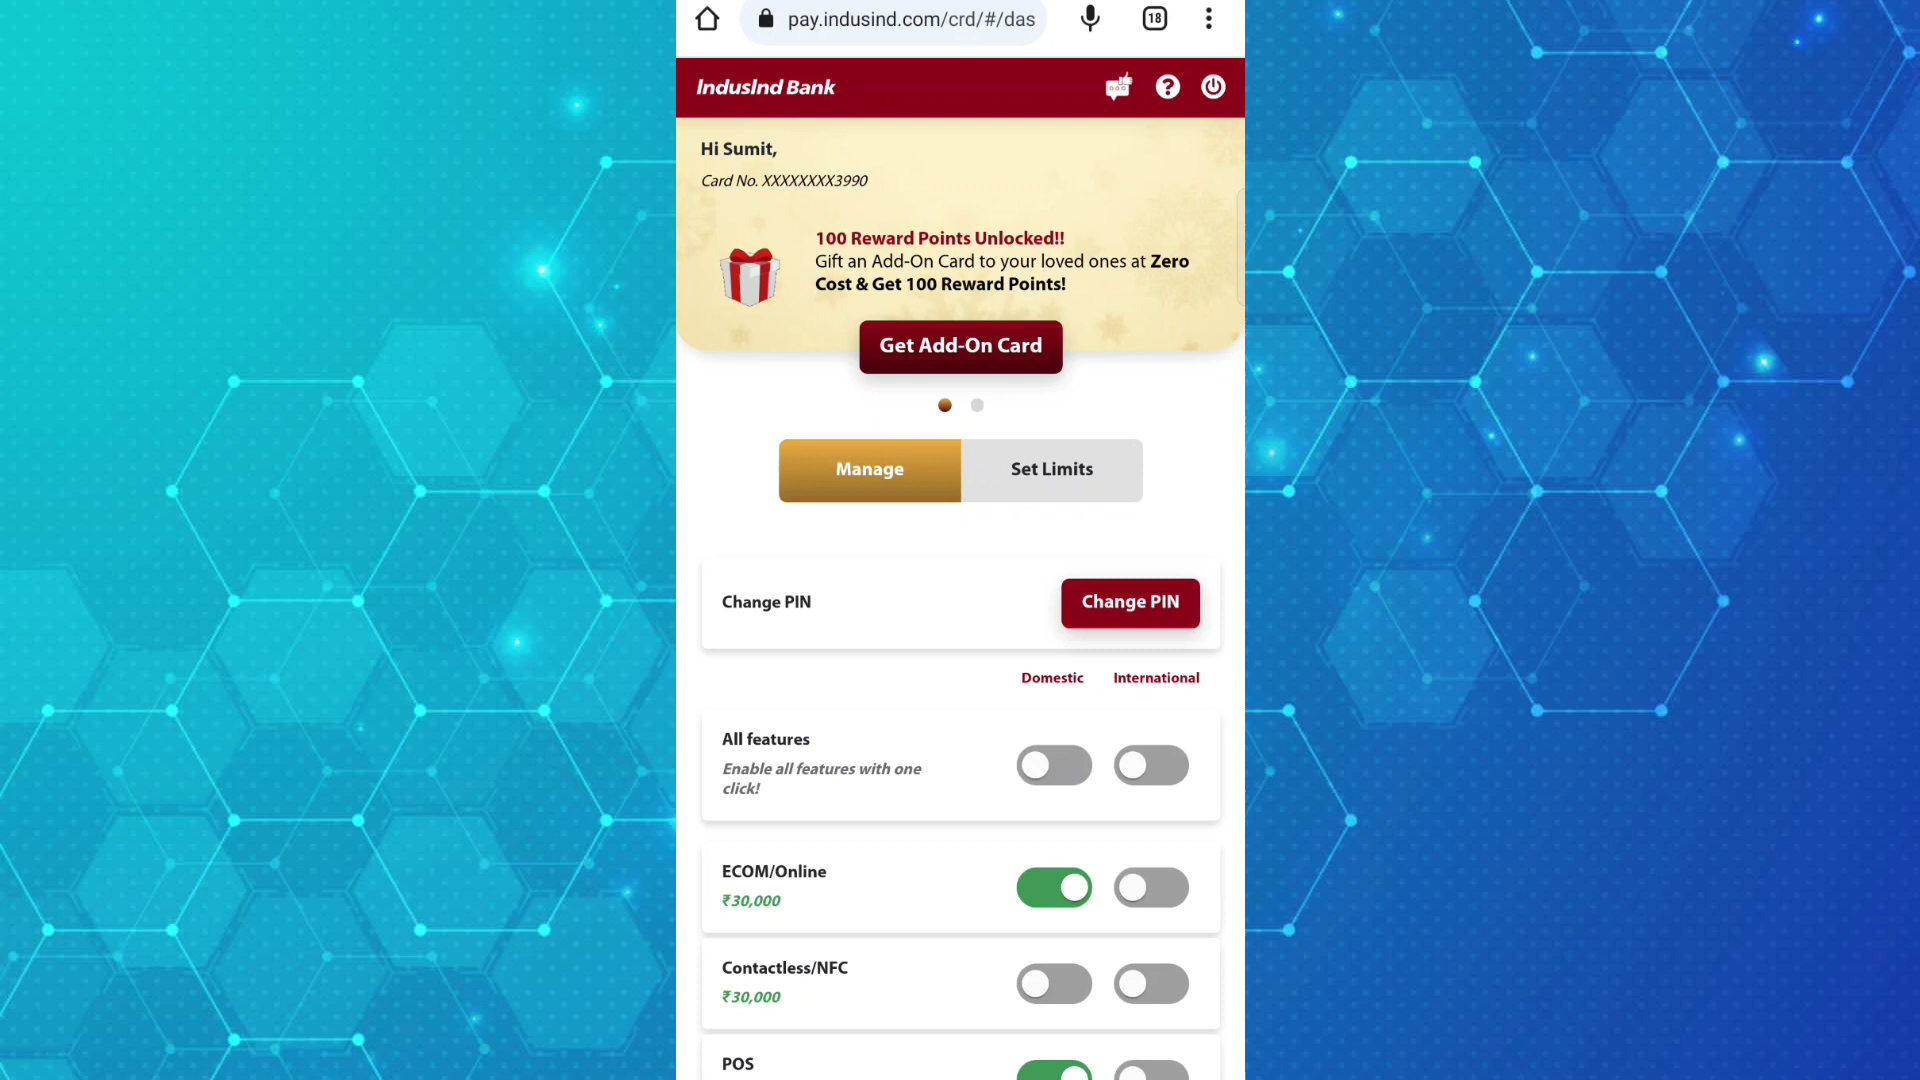 pay.indusind.com/crd/#/das
18
IndusInd Bank
?
Hi Sumit,
Card No. XXXXXXXX3990
100 Reward Points Unlocked!!
Gift an Add-On Card to your loved ones at Zero
Cost & Get 100 Reward Points!
Get Add-On Card
Manage
Set Limits
Change PIN
Change PIN
Domestic
International
All features
Enable all features with one
click!
ECOM/Online
₹30,000
Contactless/NFC
₹30,000
POS